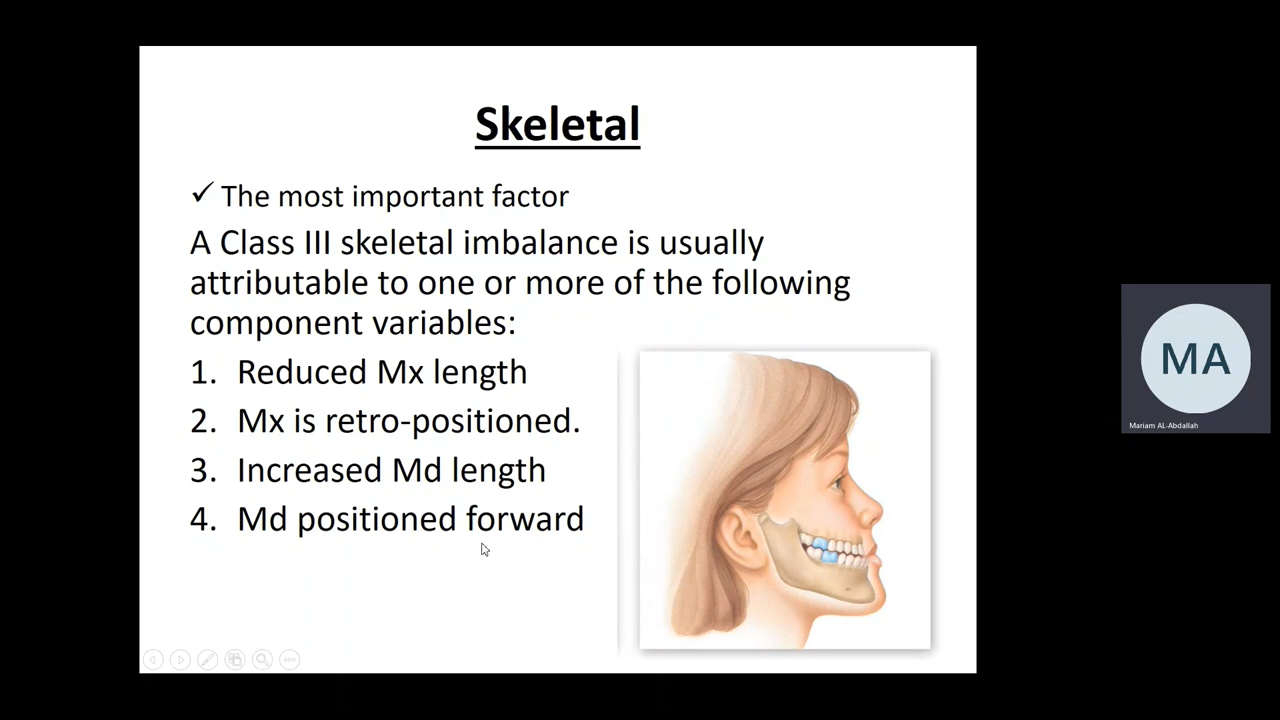 Skeletal
✓ The most important factor
A Class III skeletal imbalance is usually
attributable to one or more of the following
component variables:
1. Reduced Mx length
2. Mx is retro-positioned.
3. Increased Md length
4. Md positioned forward
MA
Mariam AL-Abdallah